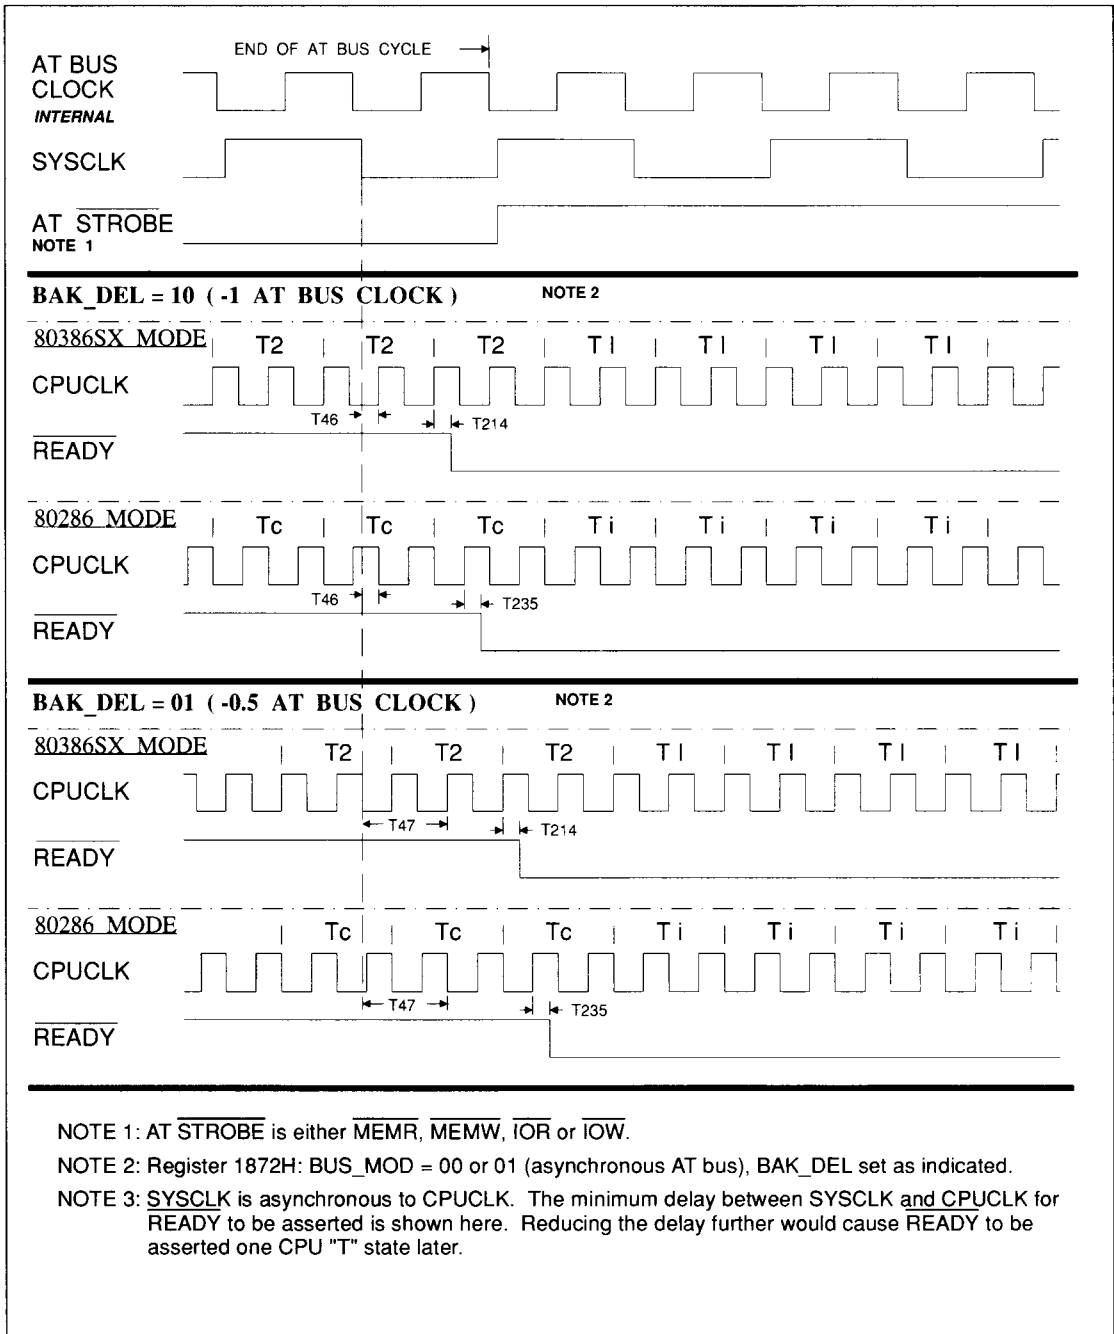 END OF AT BUS CYCLE
AT BUS
CLOCK
INTERNAL
SYSCLK
AT STROBE
NOTE 1
BAK_DEL = 10 ( -1 AT BUS CLOCK ) NOTE 2
80386SX MODE T2 T2 T2 TI TI TI TI
CPUCLK
T46 T214
READY
80286 MODE Tc Tc Tc Ti Ti Ti Ti
CPUCLK
T46 T235
READY
BAK_DEL = 01 ( -0.5 AT BUS CLOCK ) NOTE 2
80386SX MODE T2 T2 T2 TI TI TI TI
CPUCLK
T47 T214
READY
80286 MODE Tc Tc Tc Ti Ti Ti Ti
CPUCLK
T47 T235
READY
NOTE 1: AT STROBE is either MEMR, MEMW, IOR or IOW.
NOTE 2: Register 1872H: BUS_MOD = 00 or 01 (asynchronous AT bus), BAK_DEL set as indicated.
NOTE 3: SYSCLK is asynchronous to CPUCLK. The minimum delay between SYSCLK and CPUCLK for
READY to be asserted is shown here. Reducing the delay further would cause READY to be
asserted one CPU "T" state later.